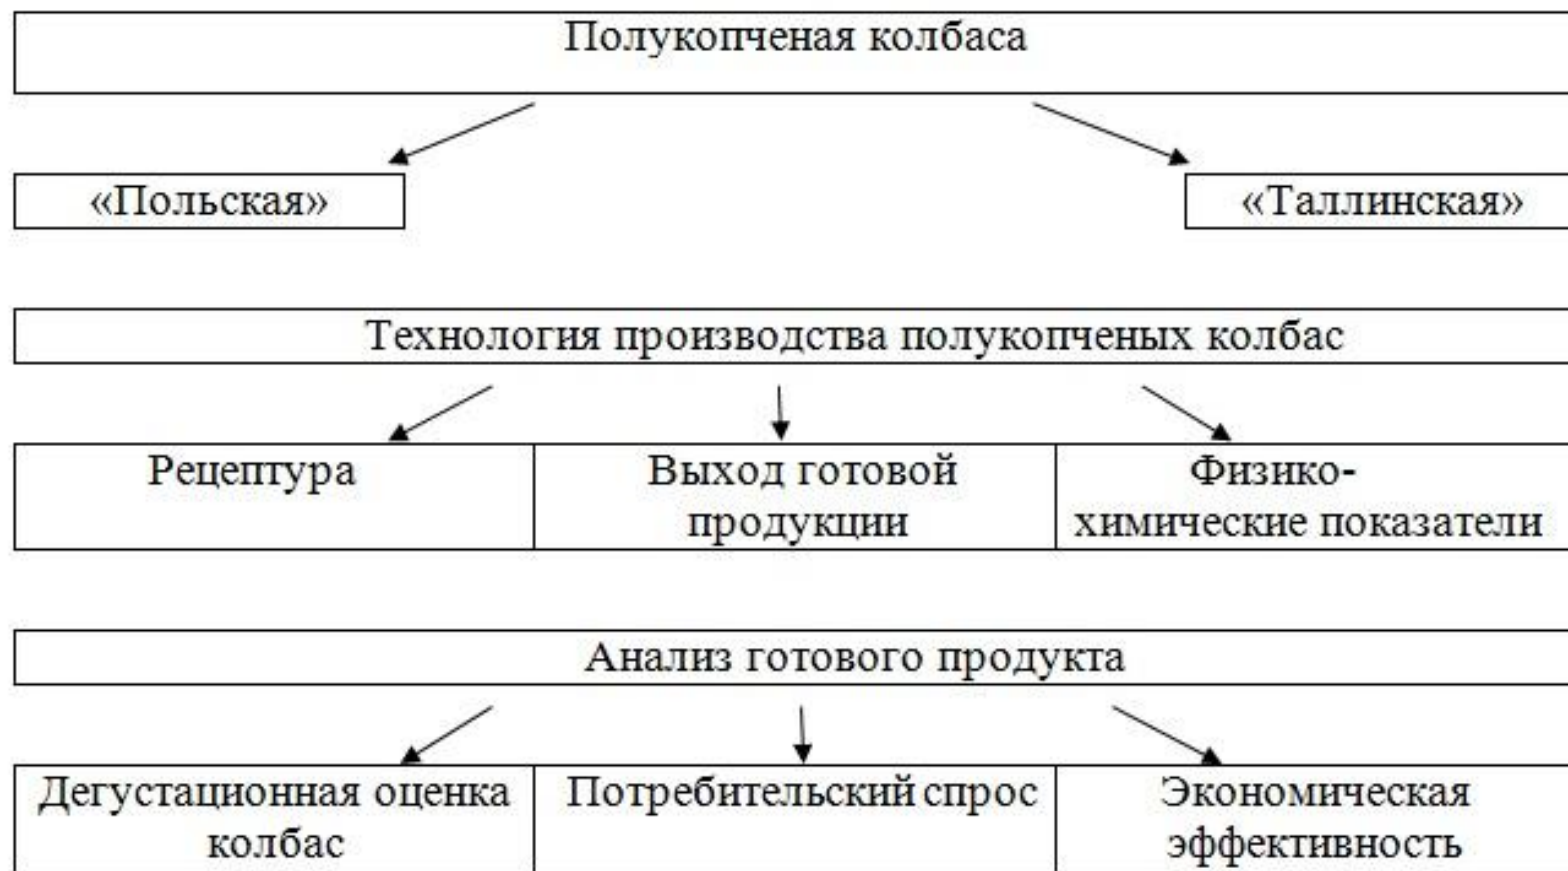 Полукопченая колбаса
«Польская»
«Таллинская»
Технология производства полукопченых колбас
Рецептура
Выход готовой
продукции
Физико-
химические показатели
Анализ готового продукта
Дегустационная оценка
колбас
Потребительский спрос
Экономическая
эффективность